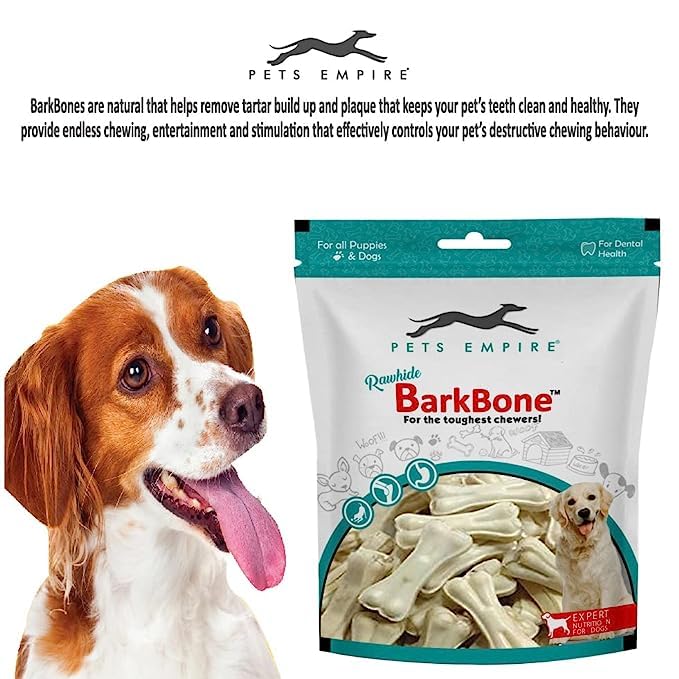 PETS EMPIRE®
BarkBones are natural that helps remove tartar build up and plaque that keeps your pet's teeth clean and healthy. They
provide endless chewing, entertainment and stimulation that effectively controls your pet's destructive chewing behaviour.
For all Puppies
& Dogs
For Dental
Health
PETS EMPIRE®
Rawhide
BarkBone™
For the toughest chewers!
WOOF!!!
WOOF
EXPERT
NUTRITION
FOR DOGS